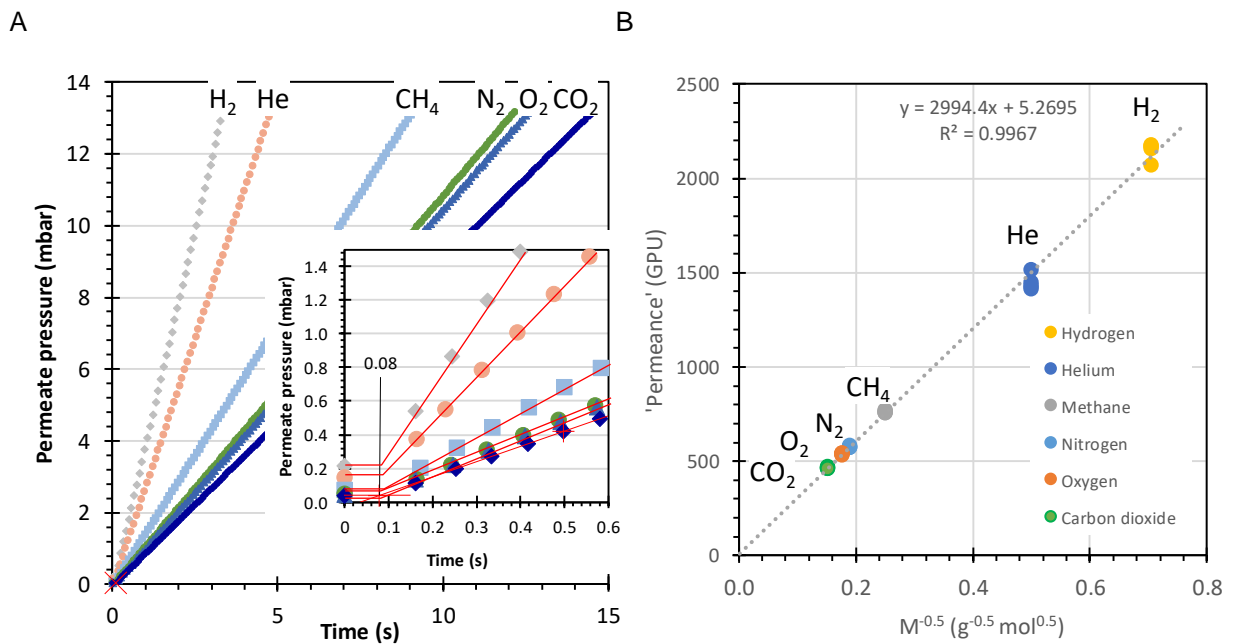 A
B
14
12
10
8
6
4
2
0
Permeate pressure (mbar)
H₂
He
CH₄
N₂
O₂
CO₂
1.4
1.2
1.0
0.8
0.6
0.4
0.2
0.0
Permeate pressure (mbar)
0.08
0 0.1 0.2 0.3 0.4 0.5 0.6
Time (s)
0 5 10 15
Time (s)
2500
2000
1500
1000
500
0
'Permeance' (GPU)
y = 2994.4x + 5.2695
R² = 0.9967
H₂
He
CH₄
N₂
O₂
CO₂
Hydrogen
Helium
Methane
Nitrogen
Oxygen
Carbon dioxide
0.0 0.2 0.4 0.6 0.8
M⁻⁰·⁵ (g⁻⁰·⁵ mol⁰·⁵)